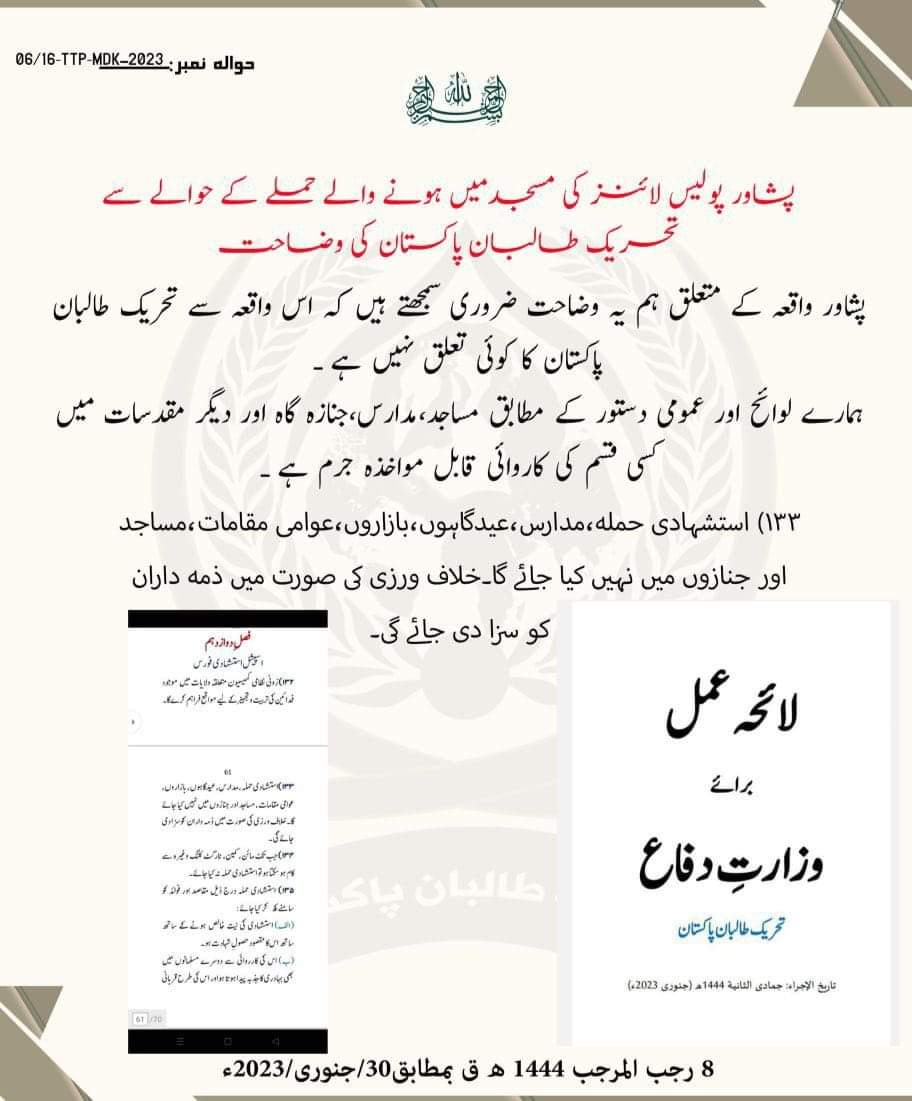 حوالہ نمبر: 06/16-TTP-MDK-2023
بسم اللہ الرحمن الرحیم
پشاور پولیس لائنز کی مسجد میں ہونے والے حملے کے حوالے سے
تحریک طالبان پاکستان کی وضاحت
پشاور واقعہ کے متعلق ہم یہ وضاحت ضروری سمجھتے ہیں کہ اس واقعہ سے تحریک طالبان
پاکستان کا کوئی تعلق نہیں ہے ۔
ہمارے لوائح اور عمومی دستور کے مطابق مساجد،مدارس،جنازہ گاہ اور دیگر مقدسات میں
کسی قسم کی کاروائی قابل مواخذہ جرم ہے ۔
۱۳۳) استشہادی حملہ،مدارس،عیدگاہوں،بازاروں،عوامی مقامات،مساجد
اور جنازوں میں نہیں کیا جائے گا۔خلاف ورزی کی صورت میں ذمہ داران
کو سزا دی جائے گی۔
فصل دوازدہم
اسپیشل استشہادی فورس
۱۳۲) زونی نظامی کمیسیون متعلقہ ولایات میں موجود
فدائین کی تربیت و تجہیز کے لیے مواقع فراہم کرے گا۔
61
۱۳۳) استشہادی حملہ، مدارس، عیدگاہوں، بازاروں،
عوامی مقامات، مساجد اور جنازوں میں نہیں کیا جائے
گا۔ خلاف ورزی کی صورت میں ذمہ داران کو سزا دی
جائے گی۔
۱۳۴) جب تک مائن، کمین، ٹارگٹ کلنگ وغیرہ سے
کام ہو سکتا ہو تو استشہادی حملہ نہ کیا جائے۔
۱۳۵) استشہادی حملہ درج ذیل مقاصد اور فوائد کو
سامنے رکھ کر کیا جائے:
(الف) استشہادی کی نیت خالص ہونے کے ساتھ
ساتھ اس کا مقصود حصول شہادت ہو۔
(ب) اس کی کارروائی سے دوسرے مسلمانوں میں
بھی بہادری کا جذبہ پیدا ہوتا ہو اور اس کی طرح قربانی
61 /70
لائحہ عمل
برائے
وزارتِ دفاع
تحریک طالبان پاکستان
تاریخ الإجراء: جمادی الثانیة 1444ھ (جنوری 2023ء)
طالبان پاکس
8 رجب المرجب 1444 ھ ق بمطابق30/جنوری/2023ء